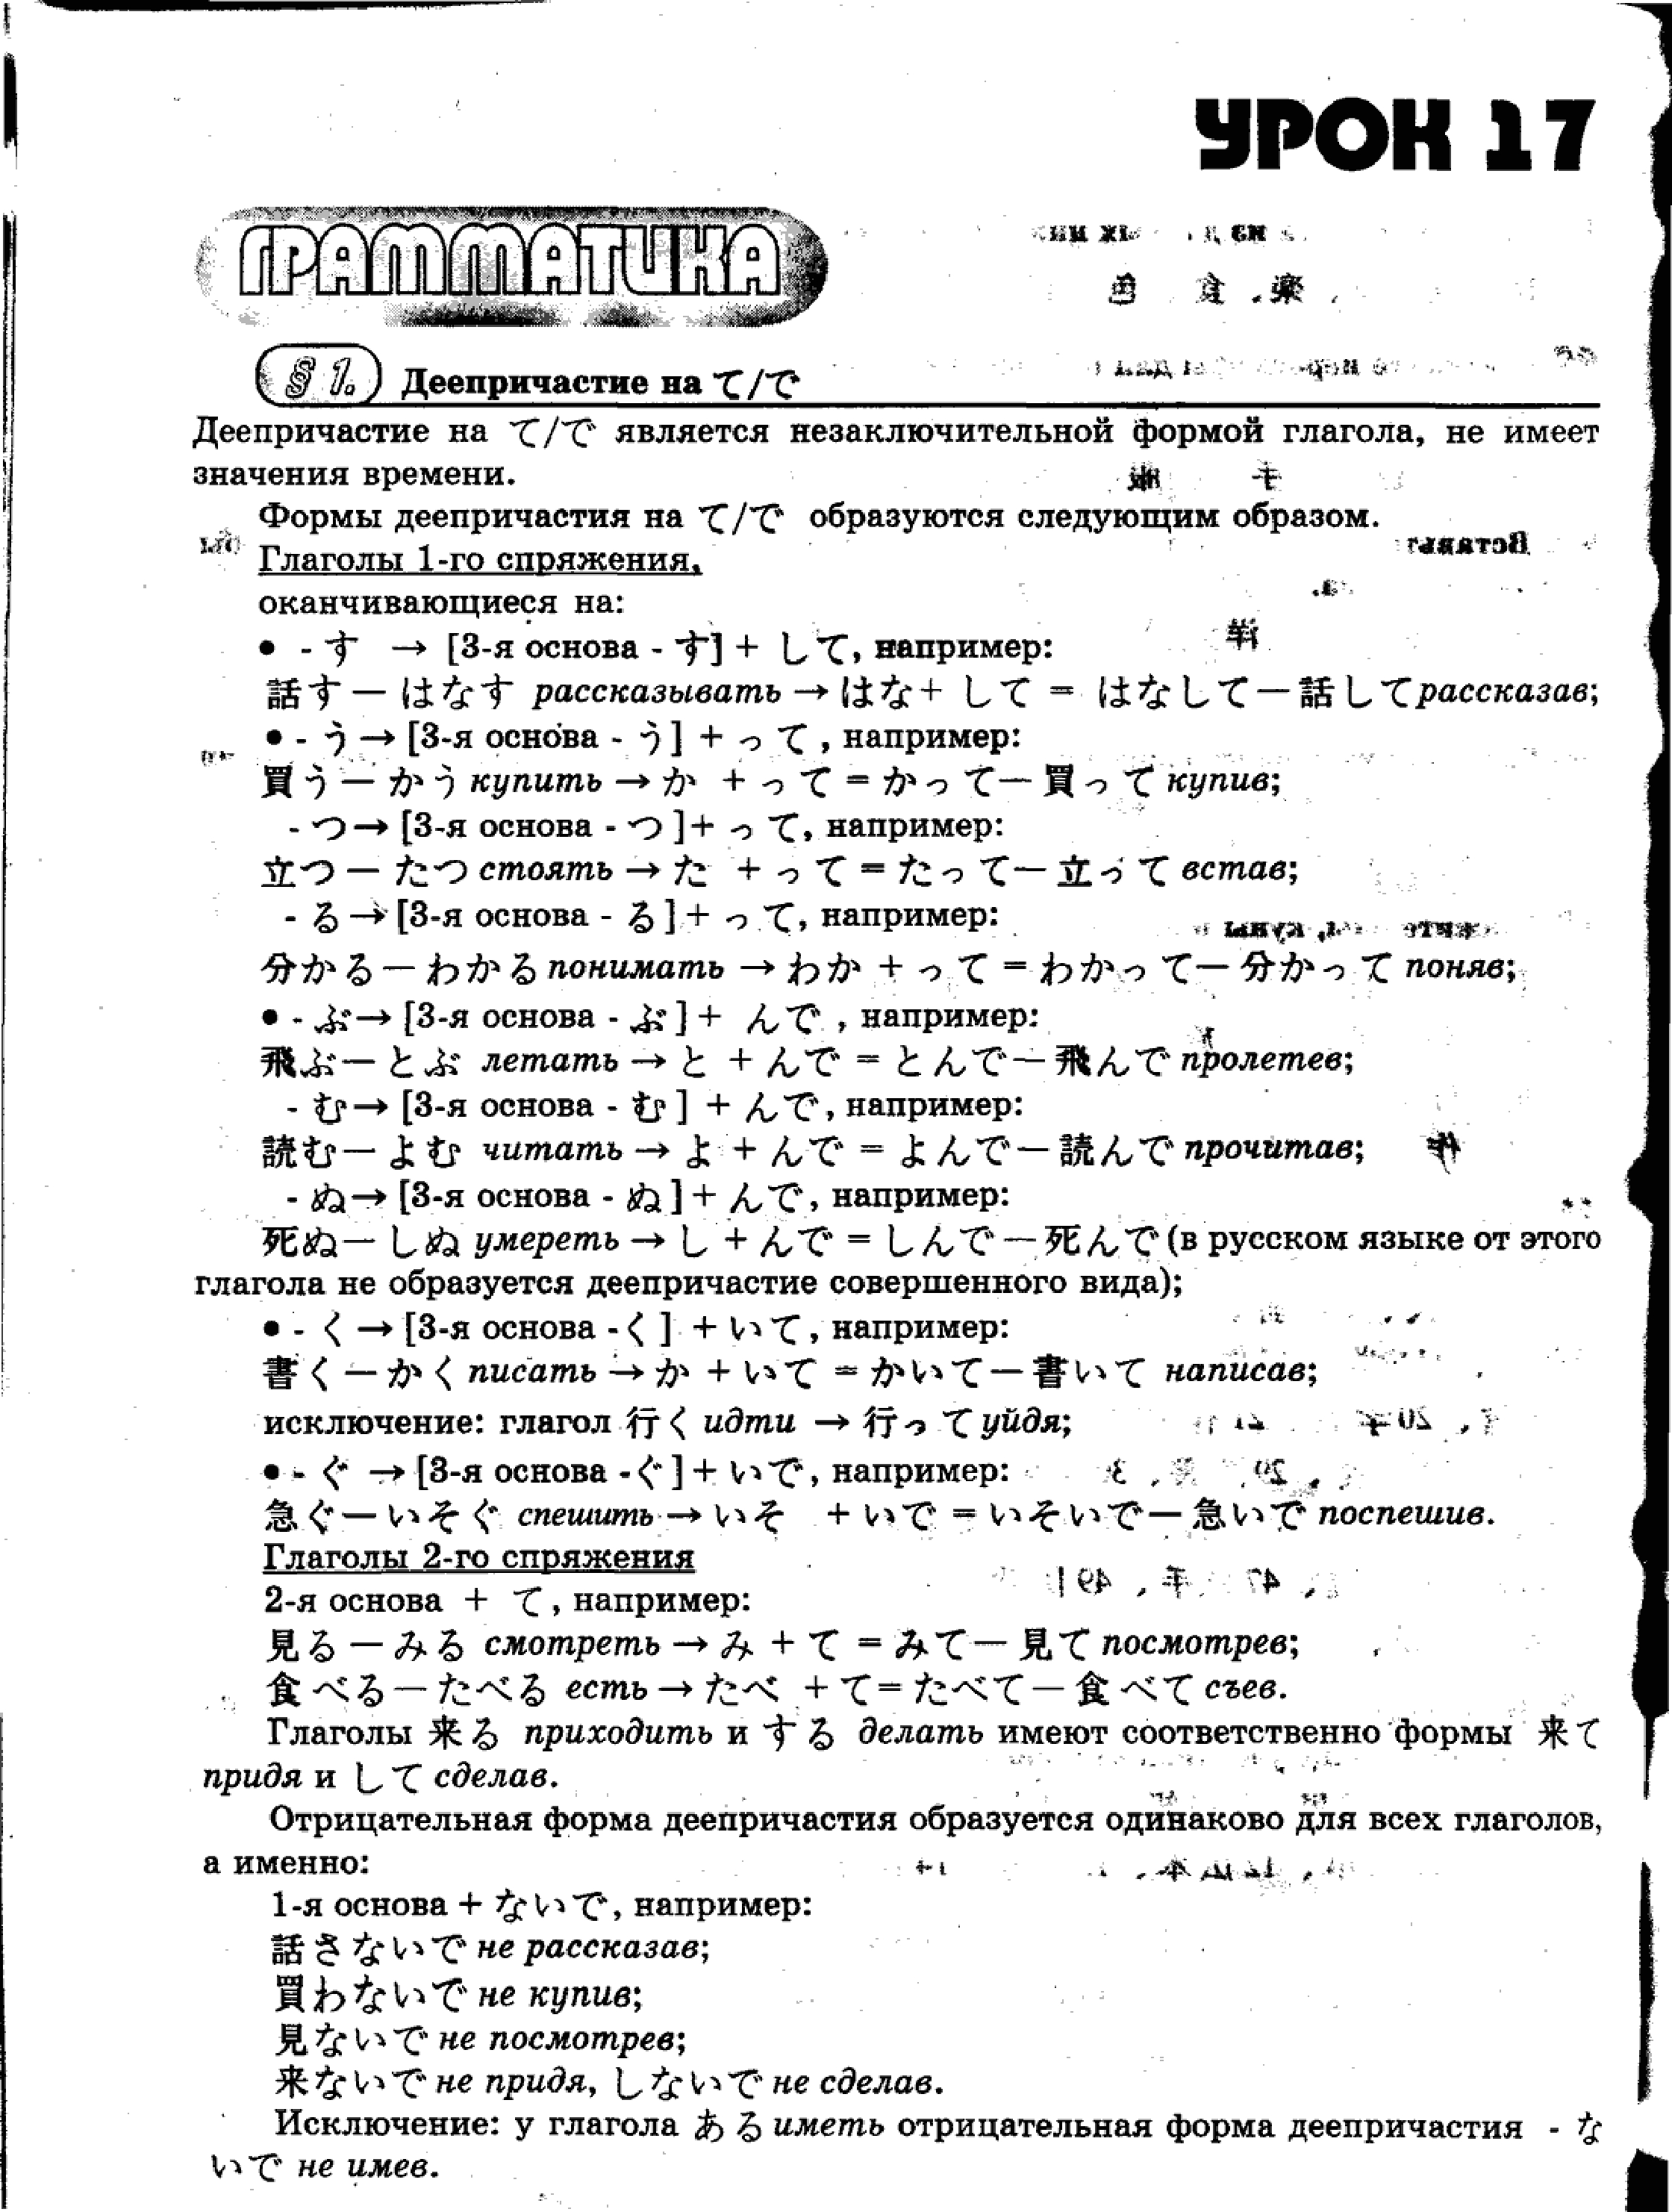 УРОК 17
ГРАММАТИКА
§ 1. Деепричастие на て/で
Деепричастие на て/で является незаключительной формой глагола, не имеет
значения времени.
Формы деепричастия на て/で образуются следующим образом.
Глаголы 1-го спряжения,
оканчивающиеся на:
● - す → [3-я основа - す] + して, например:
話す — はなす рассказывать → はな+ して = はなして — 話して рассказав;
● - う → [3-я основа - う] + って, например:
買う — かう купить → か + って = かって — 買って купив;
- つ → [3-я основа - つ]+ って, например:
立つ — たつ стоять → た + って = たって — 立って встав;
- る → [3-я основа - る]+ って, например:
分かる — わかる понимать → わか + って = わかって — 分かって поняв;
● - ぶ → [3-я основа - ぶ]+ んで, например:
飛ぶ — とぶ летать → と + んで = とんで — 飛んで пролетев;
- む → [3-я основа - む] + んで, например:
読む — よむ читать → よ + んで = よんで — 読んで прочитав;
- ぬ → [3-я основа - ぬ]+ んで, например:
死ぬ — しぬ умереть → し + んで = しんで — 死んで (в русском языке от этого
глагола не образуется деепричастие совершенного вида);
● - く → [3-я основа -く] + いて, например:
書く — かく писать → か + いて = かいて — 書いて написав;
исключение: глагол 行く идти → 行って уйдя;
● - ぐ → [3-я основа -ぐ]+ いで, например:
急ぐ — いそぐ спешить → いそ + いで = いそいで — 急いで поспешив.
Глаголы 2-го спряжения
2-я основа + て, например:
見る — みる смотреть → み + て = みて — 見て посмотрев;
食べる — たべる есть → たべ + て = たべて — 食べて съев.
Глаголы 来る приходить и する делать имеют соответственно формы 来て
придя и して сделав.
Отрицательная форма деепричастия образуется одинаково для всех глаголов,
а именно:
1-я основа + ないで, например:
話さないで не рассказав;
買わないで не купив;
見ないで не посмотрев;
来ないで не придя, しないで не сделав.
Исключение: у глагола ある иметь отрицательная форма деепричастия - な
いで не имев.